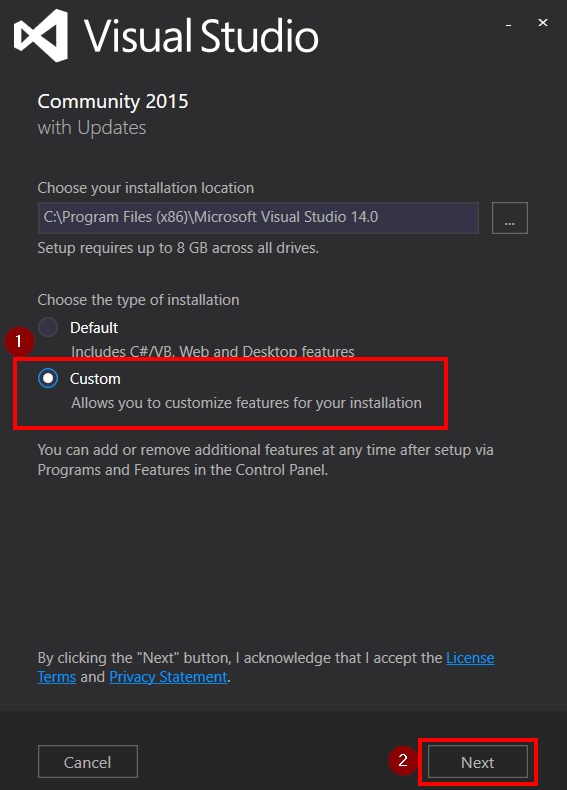 Visual Studio
Community 2015
with Updates
Choose your installation location
C:\Program Files (x86)\Microsoft Visual Studio 14.0
...
Setup requires up to 8 GB across all drives.
Choose the type of installation
1
Default
Includes C#/VB, Web and Desktop features
Custom
Allows you to customize features for your installation
You can add or remove additional features at any time after setup via
Programs and Features in the Control Panel.
By clicking the "Next" button, I acknowledge that I accept the License
Terms and Privacy Statement.
Cancel
2
Next